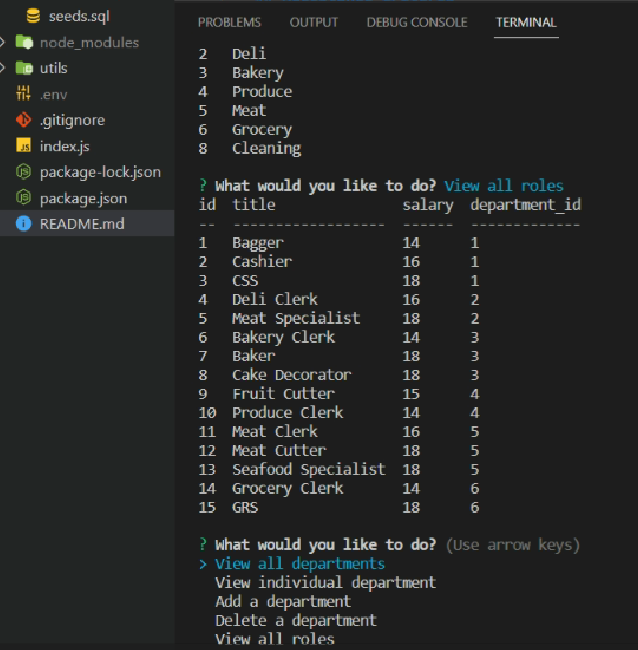 seeds.sql
node_modules
utils
.env
.gitignore
index.js
package-lock.json
package.json
README.md
PROBLEMS OUTPUT DEBUG CONSOLE TERMINAL
2 Deli
3 Bakery
4 Produce
5 Meat
6 Grocery
8 Cleaning
? What would you like to do? View all roles
id title salary department_id
-- ------------------ ------ -------------
1 Bagger 14 1
2 Cashier 16 1
3 CSS 18 1
4 Deli Clerk 16 2
5 Meat Specialist 18 2
6 Bakery Clerk 14 3
7 Baker 18 3
8 Cake Decorator 18 3
9 Fruit Cutter 15 4
10 Produce Clerk 14 4
11 Meat Clerk 16 5
12 Meat Cutter 18 5
13 Seafood Specialist 18 5
14 Grocery Clerk 14 6
15 GRS 18 6
? What would you like to do? (Use arrow keys)
> View all departments
View individual department
Add a department
Delete a department
View all roles